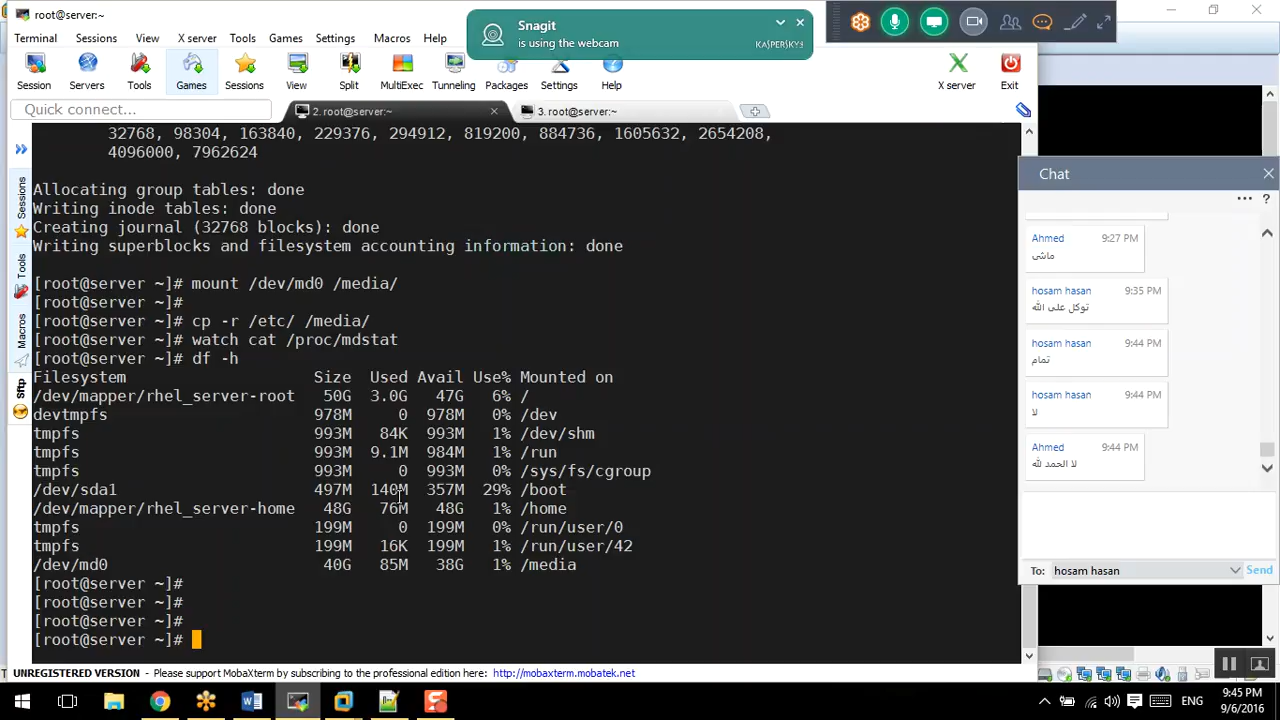 root@server:~
Snagit
is using the webcam
KASPERSKY
Terminal Sessions View X server Tools Games Settings Macros Help
Session Servers Tools Games Sessions View Split MultiExec Tunneling Packages Settings Help X server Exit
Quick connect...
2. root@server:~
3. root@server:~
Sessions
Tools
Macros
Sftp
32768, 98304, 163840, 229376, 294912, 819200, 884736, 1605632, 2654208,
4096000, 7962624
Allocating group tables: done
Writing inode tables: done
Creating journal (32768 blocks): done
Writing superblocks and filesystem accounting information: done
[root@server ~]# mount /dev/md0 /media/
[root@server ~]#
[root@server ~]# cp -r /etc/ /media/
[root@server ~]# watch cat /proc/mdstat
[root@server ~]# df -h
Filesystem Size Used Avail Use% Mounted on
/dev/mapper/rhel_server-root 50G 3.0G 47G 6% /
devtmpfs 978M 0 978M 0% /dev
tmpfs 993M 84K 993M 1% /dev/shm
tmpfs 993M 9.1M 984M 1% /run
tmpfs 993M 0 993M 0% /sys/fs/cgroup
/dev/sda1 497M 140M 357M 29% /boot
/dev/mapper/rhel_server-home 48G 76M 48G 1% /home
tmpfs 199M 0 199M 0% /run/user/0
tmpfs 199M 16K 199M 1% /run/user/42
/dev/md0 40G 85M 38G 1% /media
[root@server ~]#
[root@server ~]#
[root@server ~]#
[root@server ~]#
Chat
Ahmed 9:27 PM
ماشى
hosam hasan 9:35 PM
توكل على الله
hosam hasan 9:44 PM
تمام
hosam hasan 9:44 PM
لا
Ahmed 9:44 PM
لا الحمد لله
To: hosam hasan Send
UNREGISTERED VERSION - Please support MobaXterm by subscribing to the professional edition here: http://mobaxterm.mobatek.net
ENG
9:45 PM
9/6/2016